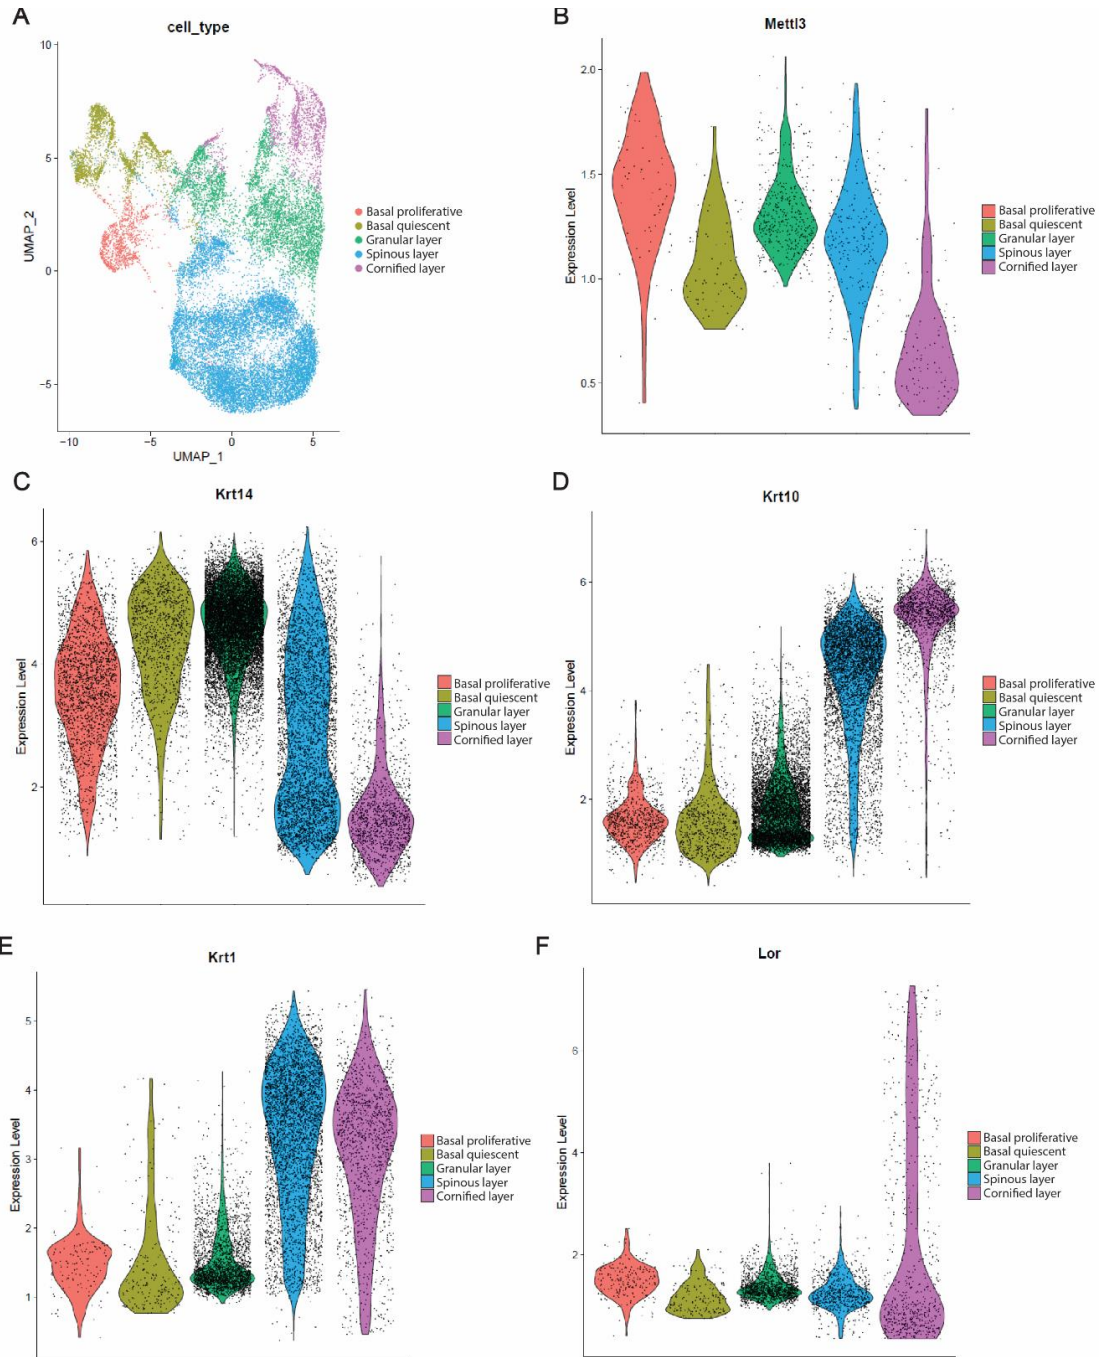 A
cell_type
10
5
0
−5
UMAP_2
−10
−5
0
5
UMAP_1
Basal proliferative
Basal quiescent
Granular layer
Spinous layer
Cornified layer
B
Mettl3
2.0
1.5
1.0
0.5
Expression Level
Basal proliferative
Basal quiescent
Granular layer
Spinous layer
Cornified layer
C
Krt14
6
4
2
Expression Level
Basal proliferative
Basal quiescent
Granular layer
Spinous layer
Cornified layer
D
Krt10
6
4
2
Expression Level
Basal proliferative
Basal quiescent
Granular layer
Spinous layer
Cornified layer
E
Krt1
5
4
3
2
1
Expression Level
Basal proliferative
Basal quiescent
Granular layer
Spinous layer
Cornified layer
F
Lor
6
4
2
Expression Level
Basal proliferative
Basal quiescent
Granular layer
Spinous layer
Cornified layer